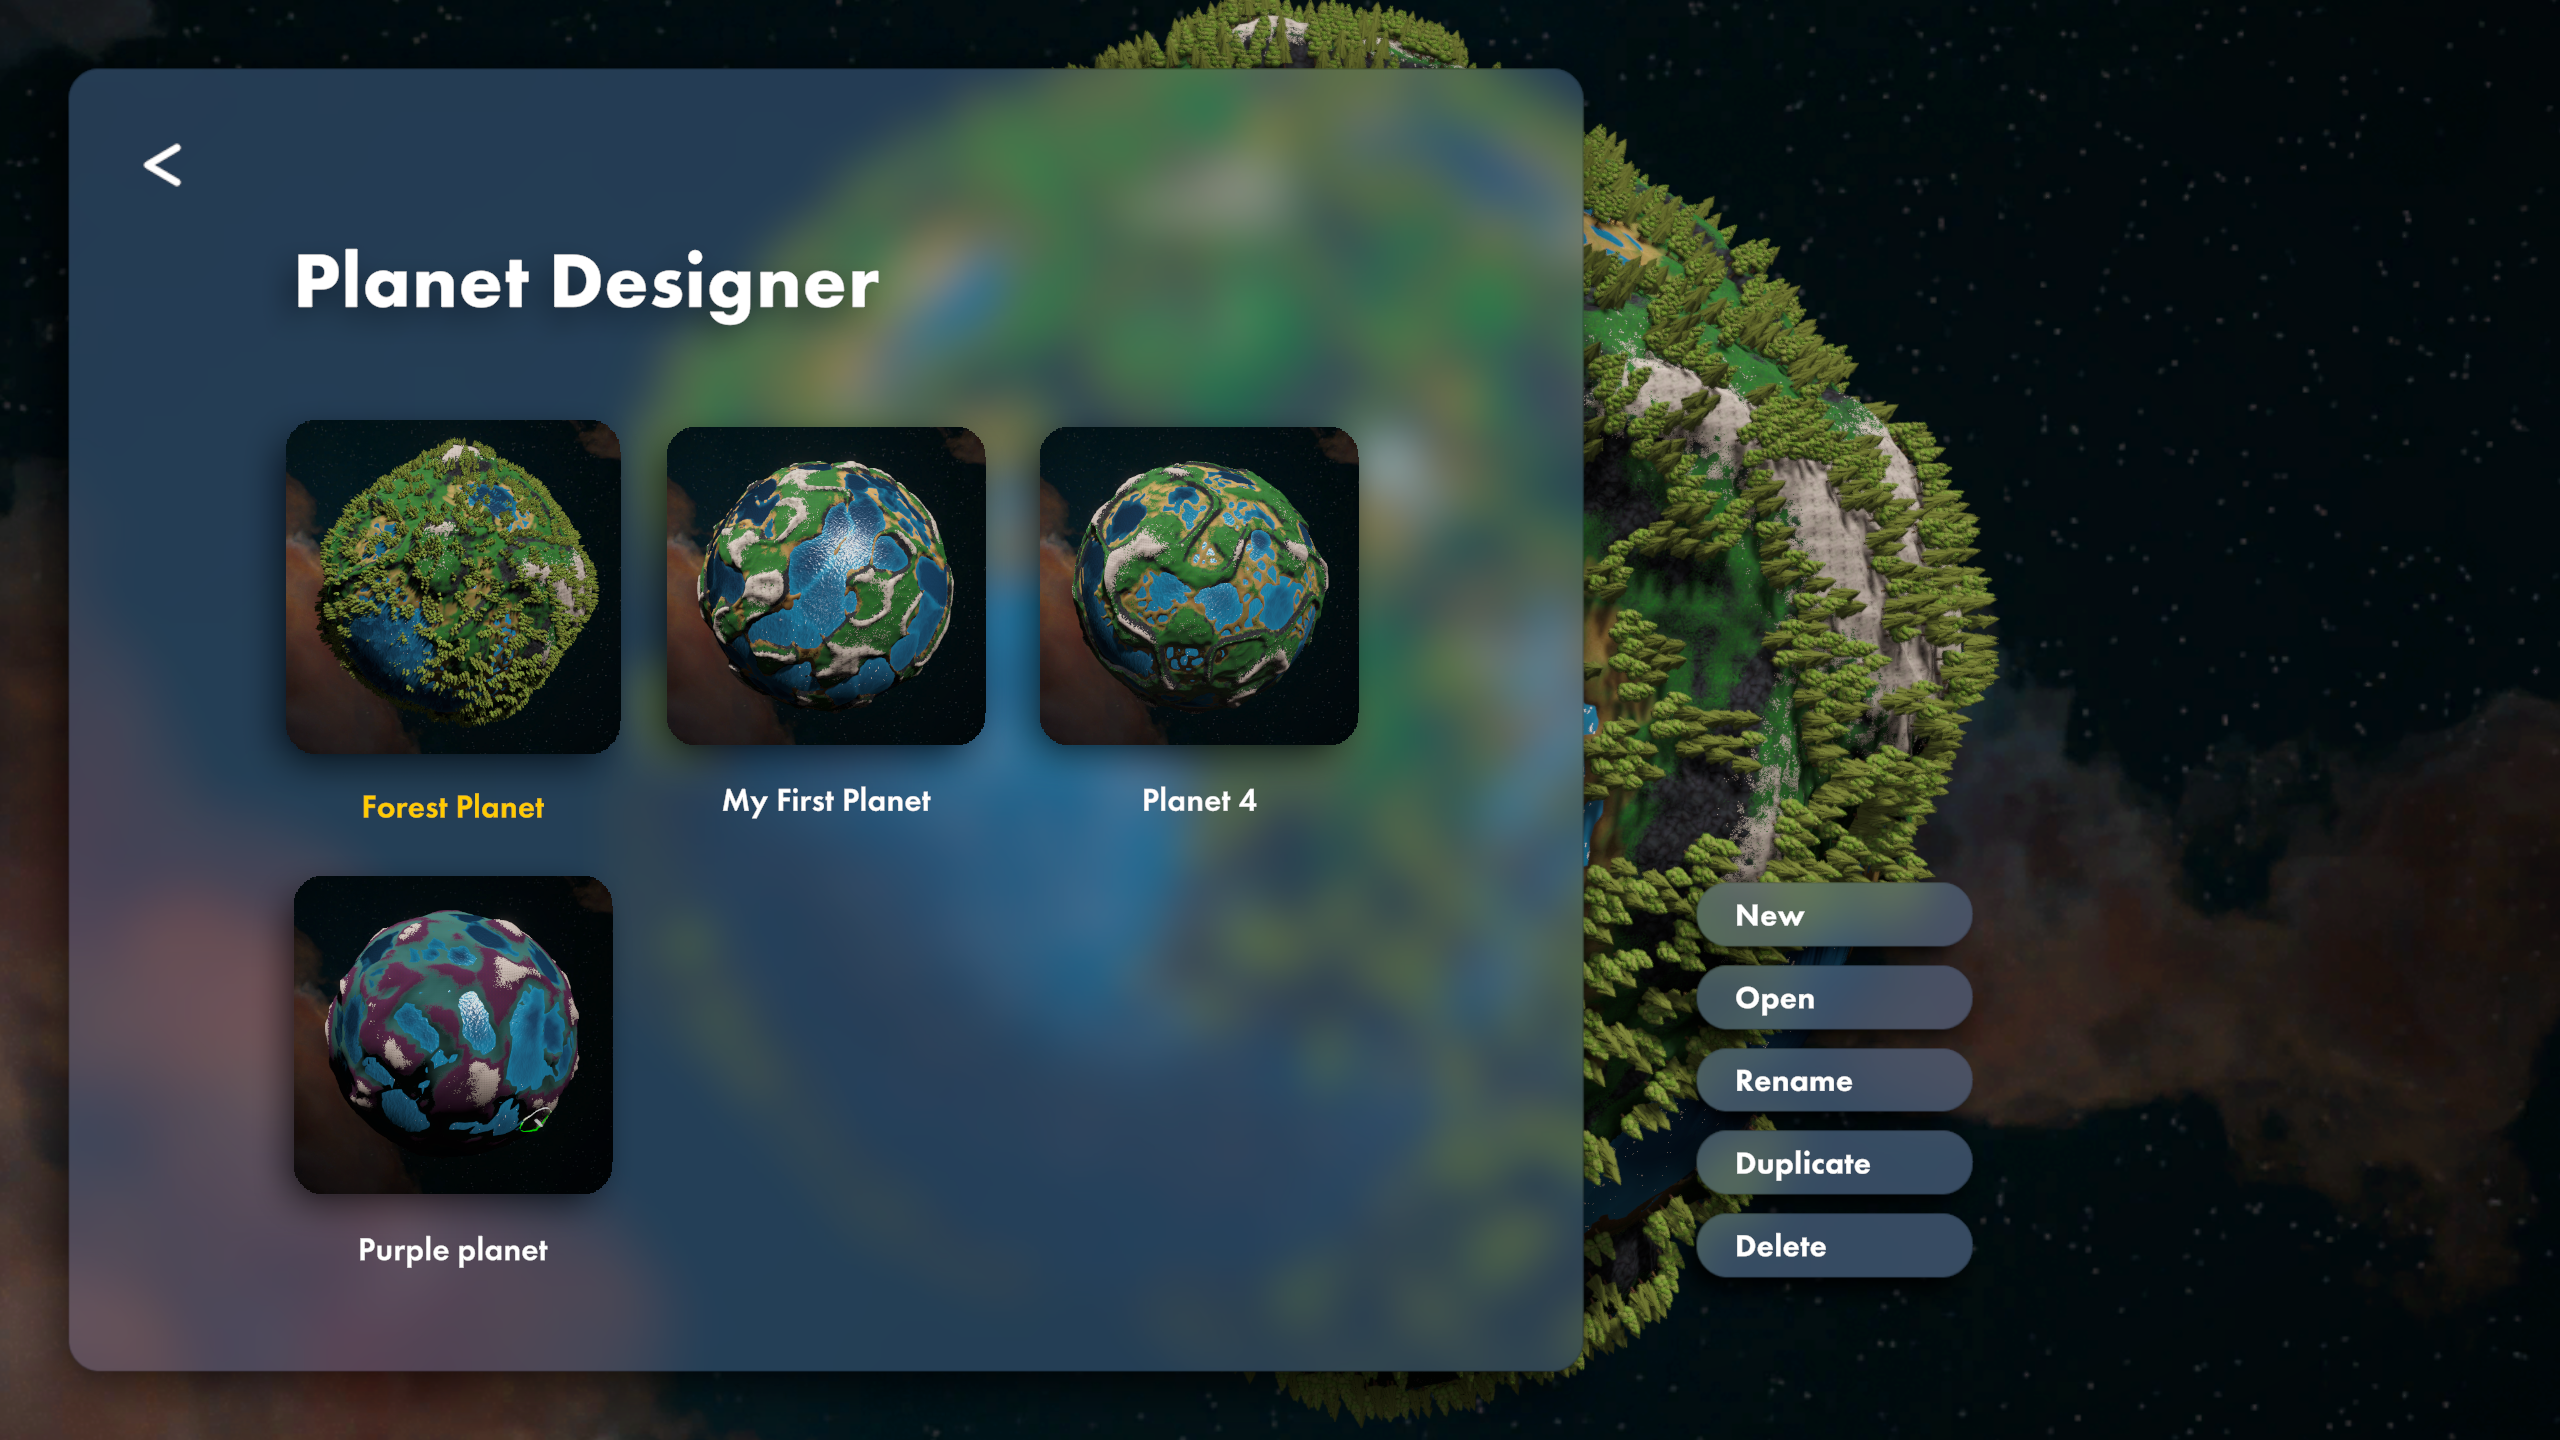 Planet Designer
Forest Planet
My First Planet
Planet 4
Purple planet
New
Open
Rename
Duplicate
Delete